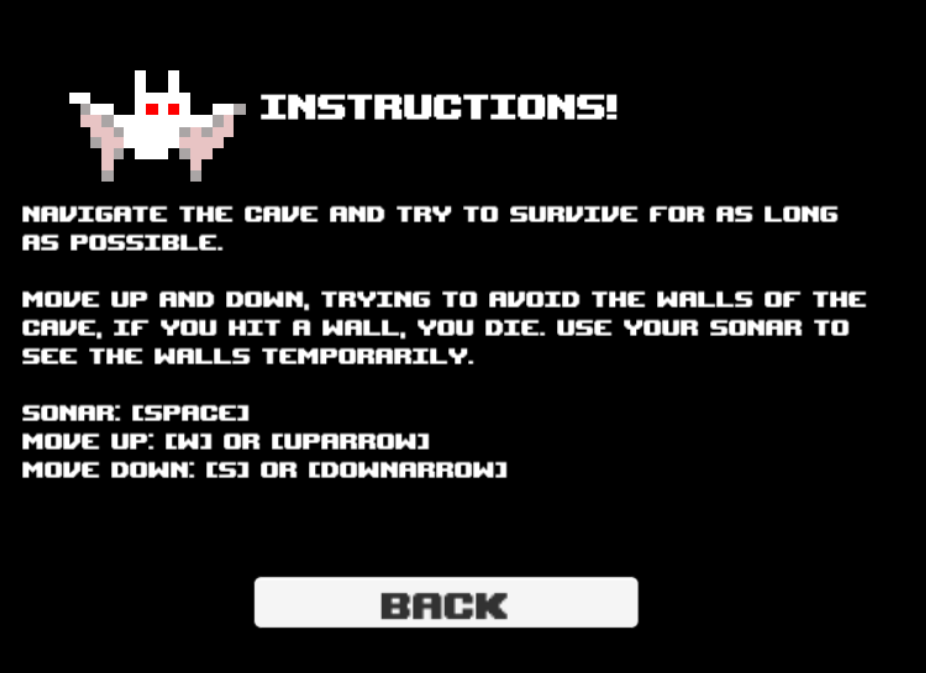 INSTRUCTIONS!
NAVIGATE THE CAVE AND TRY TO SURVIVE FOR AS LONG
AS POSSIBLE.
MOVE UP AND DOWN, TRYING TO AVOID THE WALLS OF THE
CAVE, IF YOU HIT A WALL, YOU DIE. USE YOUR SONAR TO
SEE THE WALLS TEMPORARILY.
SONAR: [SPACE]
MOVE UP: [W] OR [UPARROW]
MOVE DOWN: [S] OR [DOWNARROW]
BACK